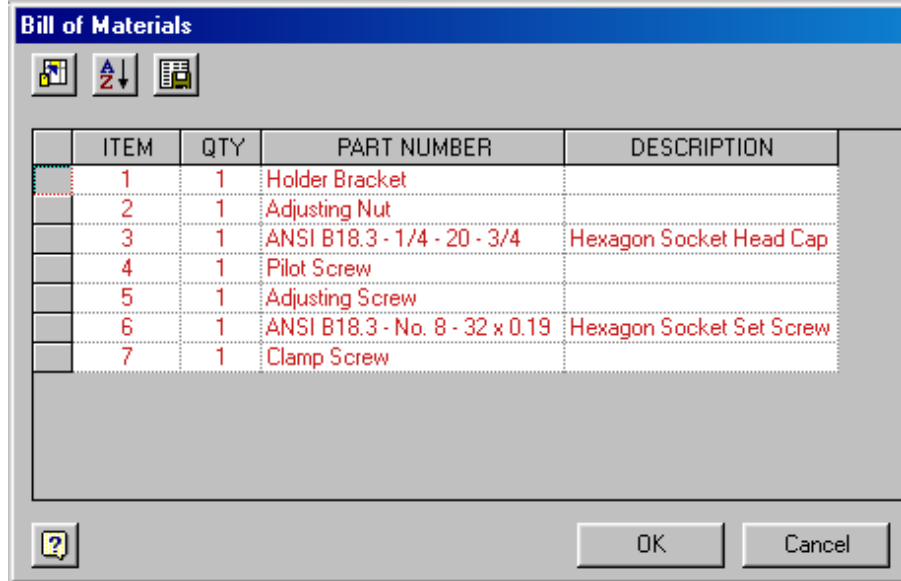 Bill of Materials
ITEM QTY PART NUMBER DESCRIPTION
1 1 Holder Bracket
2 1 Adjusting Nut
3 1 ANSI B18.3 - 1/4 - 20 - 3/4 Hexagon Socket Head Cap
4 1 Pilot Screw
5 1 Adjusting Screw
6 1 ANSI B18.3 - No. 8 - 32 x 0.19 Hexagon Socket Set Screw
7 1 Clamp Screw
OK Cancel